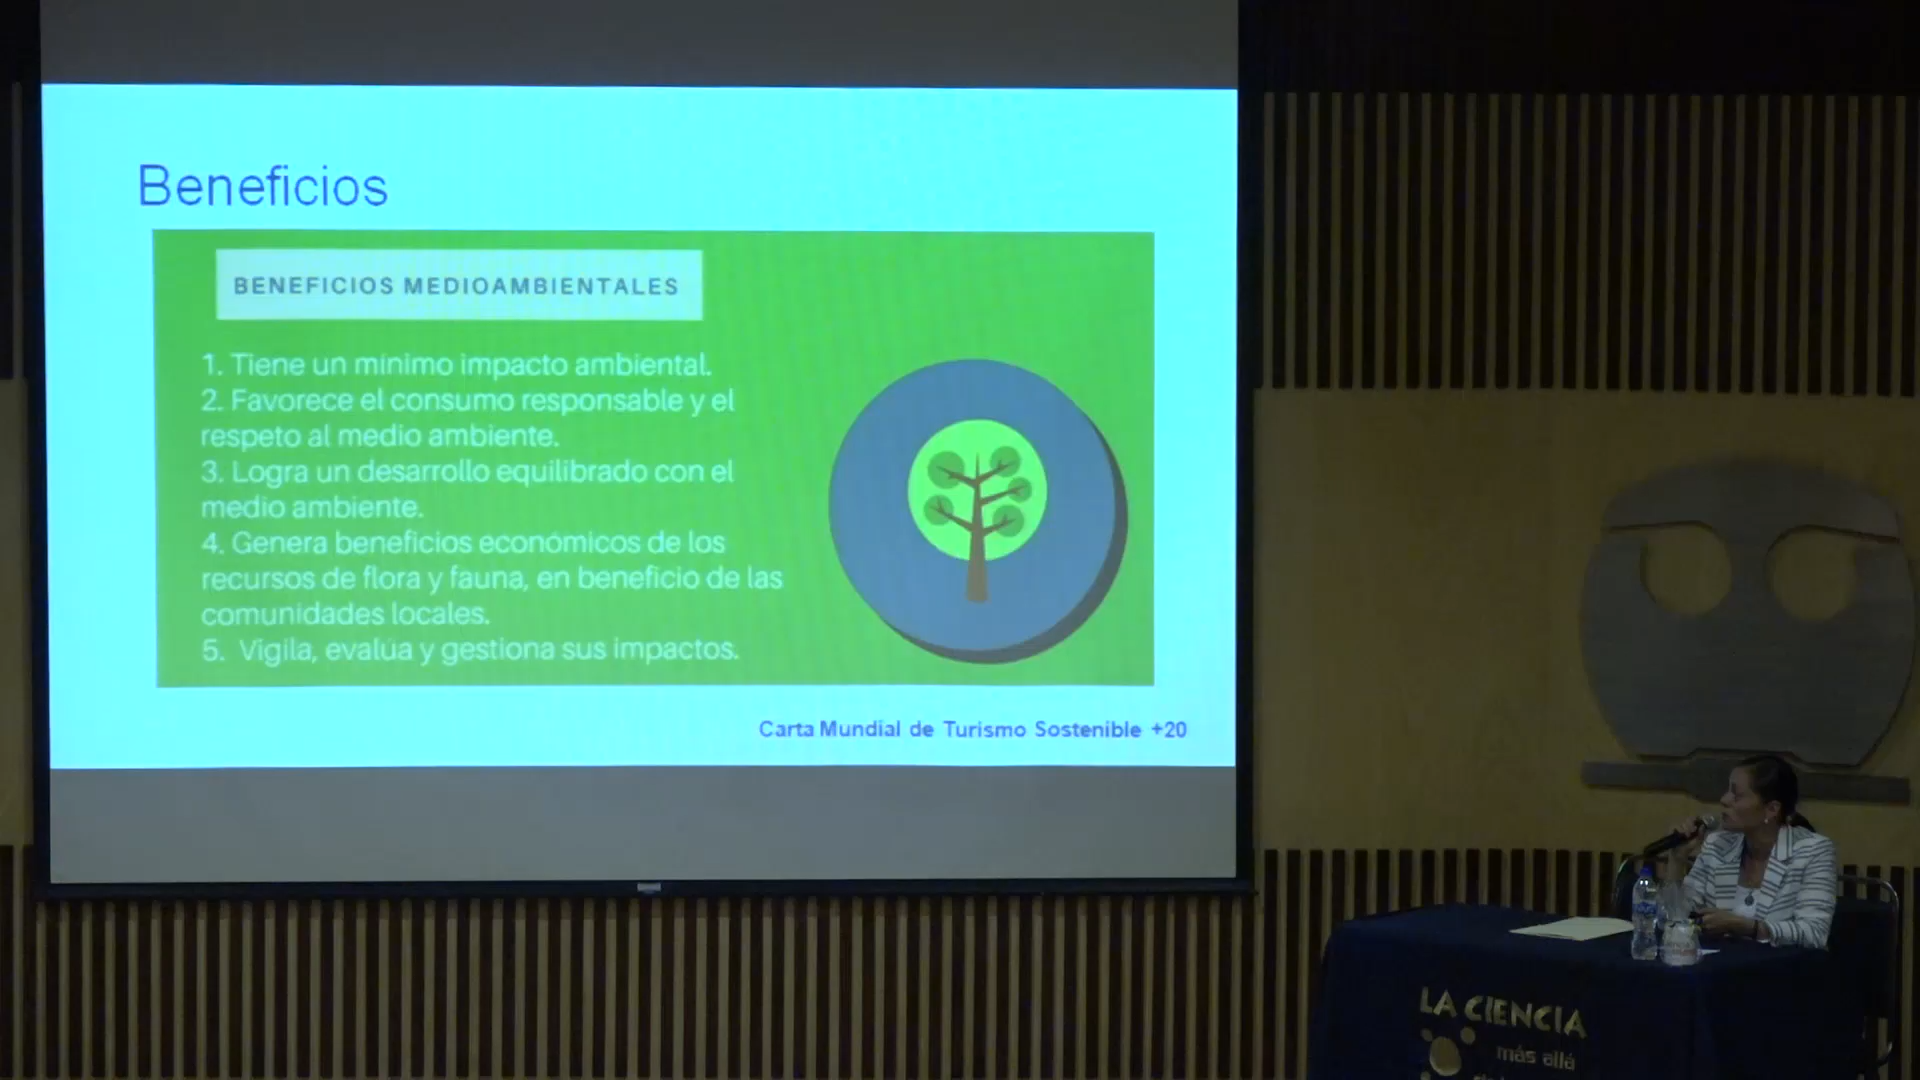 Beneficios
BENEFICIOS MEDIOAMBIENTALES
1. Tiene un mínimo impacto ambiental.
2. Favorece el consumo responsable y el
respeto al medio ambiente.
3. Logra un desarrollo equilibrado con el
medio ambiente.
4. Genera beneficios económicos de los
recursos de flora y fauna, en beneficio de las
comunidades locales.
5. Vigila, evalúa y gestiona sus impactos.
Carta Mundial de Turismo Sostenible +20
LA CIENCIA
más allá